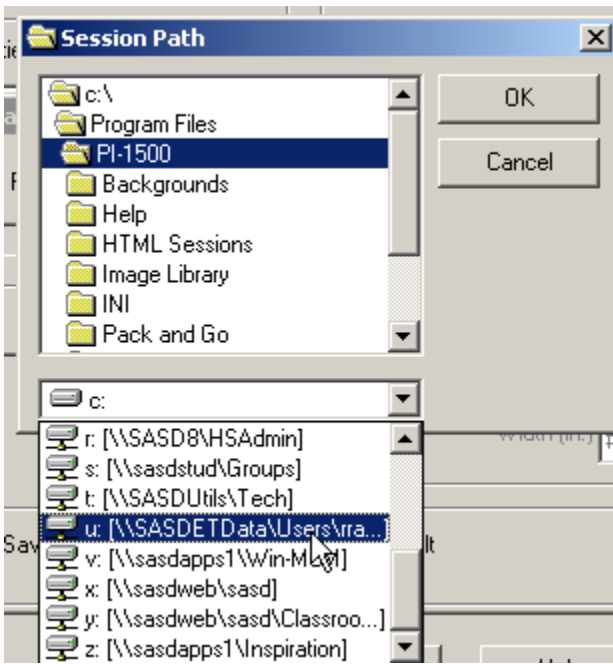 Session Path
c:\
Program Files
PI-1500
Backgrounds
Help
HTML Sessions
Image Library
INI
Pack and Go
OK
Cancel
c:
r: [\\SASD8\HSAdmin]
s: [\\sasdstud\Groups]
t: [\\SASDUtils\Tech]
u: [\\SASDETData\Users\rra...]
v: [\\sasdapps1\
x: [\\sasdweb\sasd]
y: [\\sasdweb\sasd\Classroo...]
z: [\\sasdapps1\Inspiration]